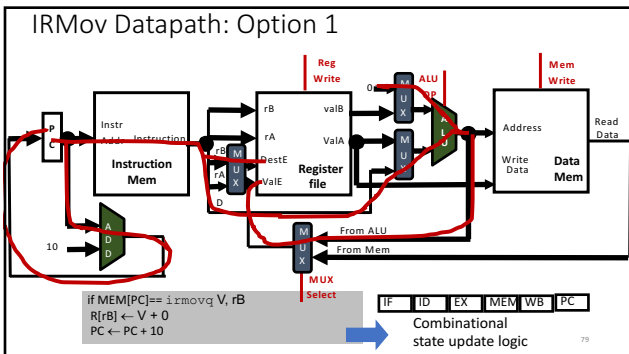 IRMov Datapath: Option 1
Reg
Write
ALU
OP
Mem
Write
0
M
U
X
P
C
Instr
Addr
Instruction
Instruction
Mem
rB
rA
rB
rA
D
M
U
X
DestE
ValE
valB
ValA
Register
file
M
U
X
A
L
U
Address
Write
Data
Data
Mem
Read
Data
10
A
D
D
M
U
X
From ALU
From Mem
MUX
Select
if MEM[PC]== irmovq V, rB
R[rB] ← V + 0
PC ← PC + 10
IF ID EX MEM WB PC
Combinational
state update logic
79